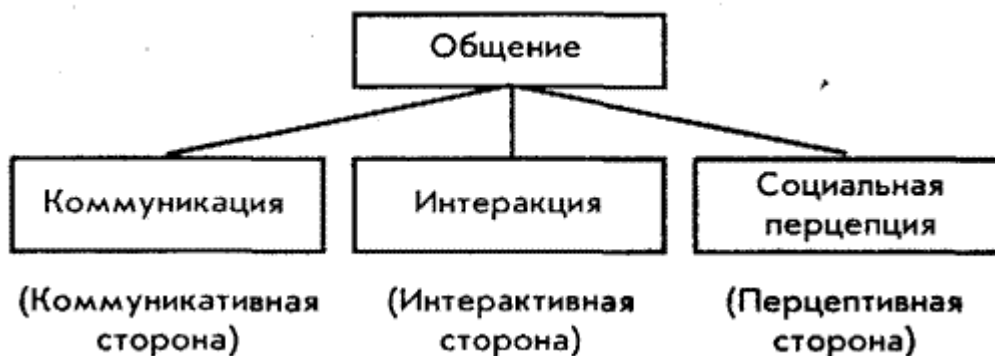 Общение
Коммуникация
Интеракция
Социальная
перцепция
(Коммуникативная
сторона)
(Интерактивная
сторона)
(Перцептивная
сторона)